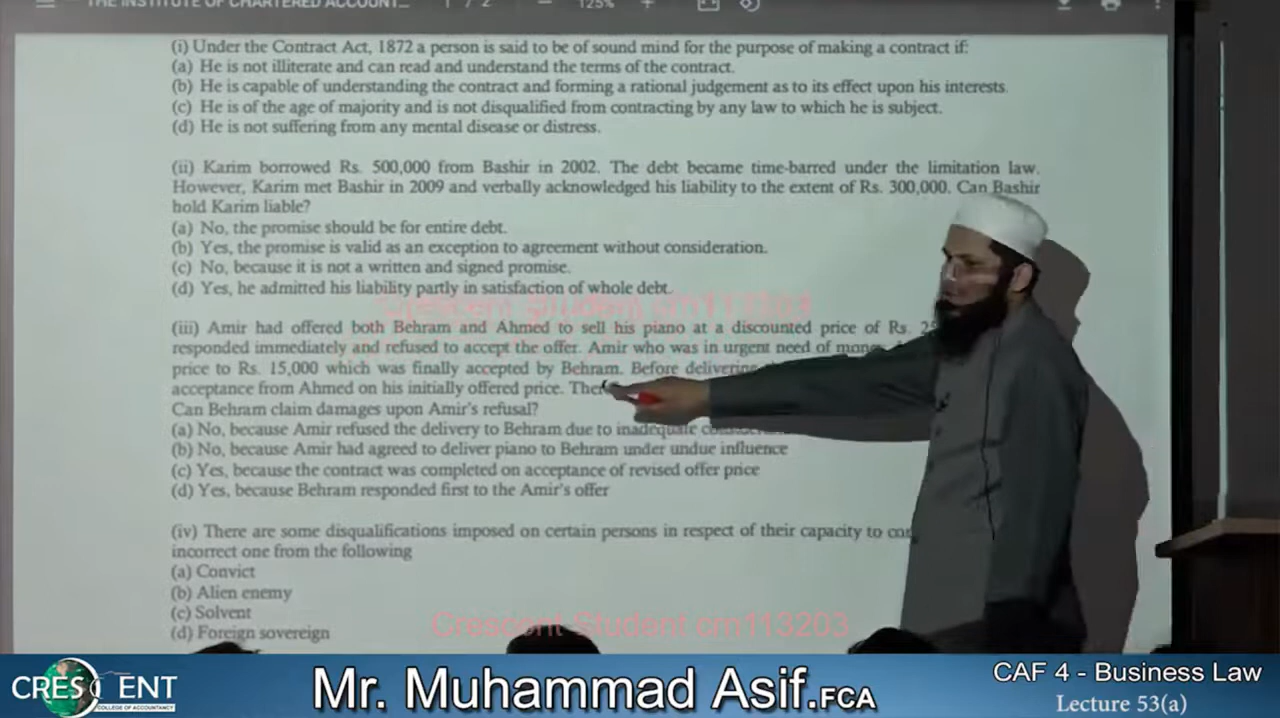 THE INSTITUTE OF CHARTERED ACCOUNT... 1 / 2 125%
(i) Under the Contract Act, 1872 a person is said to be of sound mind for the purpose of making a contract if:
(a) He is not illiterate and can read and understand the terms of the contract.
(b) He is capable of understanding the contract and forming a rational judgement as to its effect upon his interests.
(c) He is of the age of majority and is not disqualified from contracting by any law to which he is subject.
(d) He is not suffering from any mental disease or distress.
(ii) Karim borrowed Rs. 500,000 from Bashir in 2002. The debt became time-barred under the limitation law.
However, Karim met Bashir in 2009 and verbally acknowledged his liability to the extent of Rs. 300,000. Can Bashir
hold Karim liable?
(a) No, the promise should be for entire debt.
(b) Yes, the promise is valid as an exception to agreement without consideration.
(c) No, because it is not a written and signed promise.
(d) Yes, he admitted his liability partly in satisfaction of whole debt.
Crescent Student crn113203
(iii) Amir had offered both Behram and Ahmed to sell his piano at a discounted price of Rs.
responded immediately and refused to accept the offer. Amir who was in urgent need of
price to Rs. 15,000 which was finally accepted by Behram. Before delivering
acceptance from Ahmed on his initially offered price.
Can Behram claim damages upon Amir's refusal?
(a) No, because Amir refused the delivery to Behram due to inadequate
(b) No, because Amir had agreed to deliver piano to Behram under undue influence
(c) Yes, because the contract was completed on acceptance of revised offer price
(d) Yes, because Behram responded first to the Amir's offer
(iv) There are some disqualifications imposed on certain persons in respect of their capacity to
incorrect one from the following
(a) Convict
(b) Alien enemy
(c) Solvent
(d) Foreign sovereign
Crescent Student crn113203
CRESCENT
COLLEGE OF ACCOUNTANCY
Mr. Muhammad Asif.FCA
CAF 4 - Business Law
Lecture 53(a)